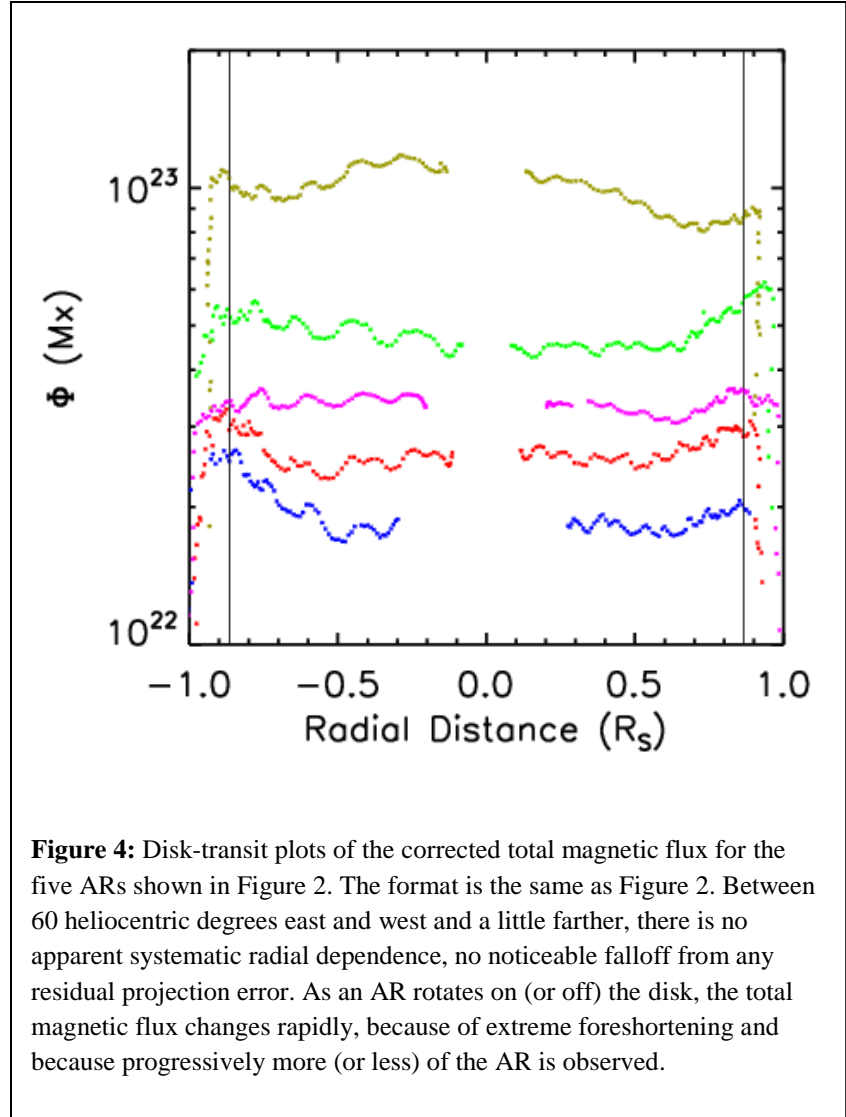 10²³
10²²
Φ (Mx)
−1.0 −0.5 0.0 0.5 1.0
Radial Distance (R_S)
Figure 4: Disk-transit plots of the corrected total magnetic flux for the
five ARs shown in Figure 2. The format is the same as Figure 2. Between
60 heliocentric degrees east and west and a little farther, there is no
apparent systematic radial dependence, no noticeable falloff from any
residual projection error. As an AR rotates on (or off) the disk, the total
magnetic flux changes rapidly, because of extreme foreshortening and
because progressively more (or less) of the AR is observed.